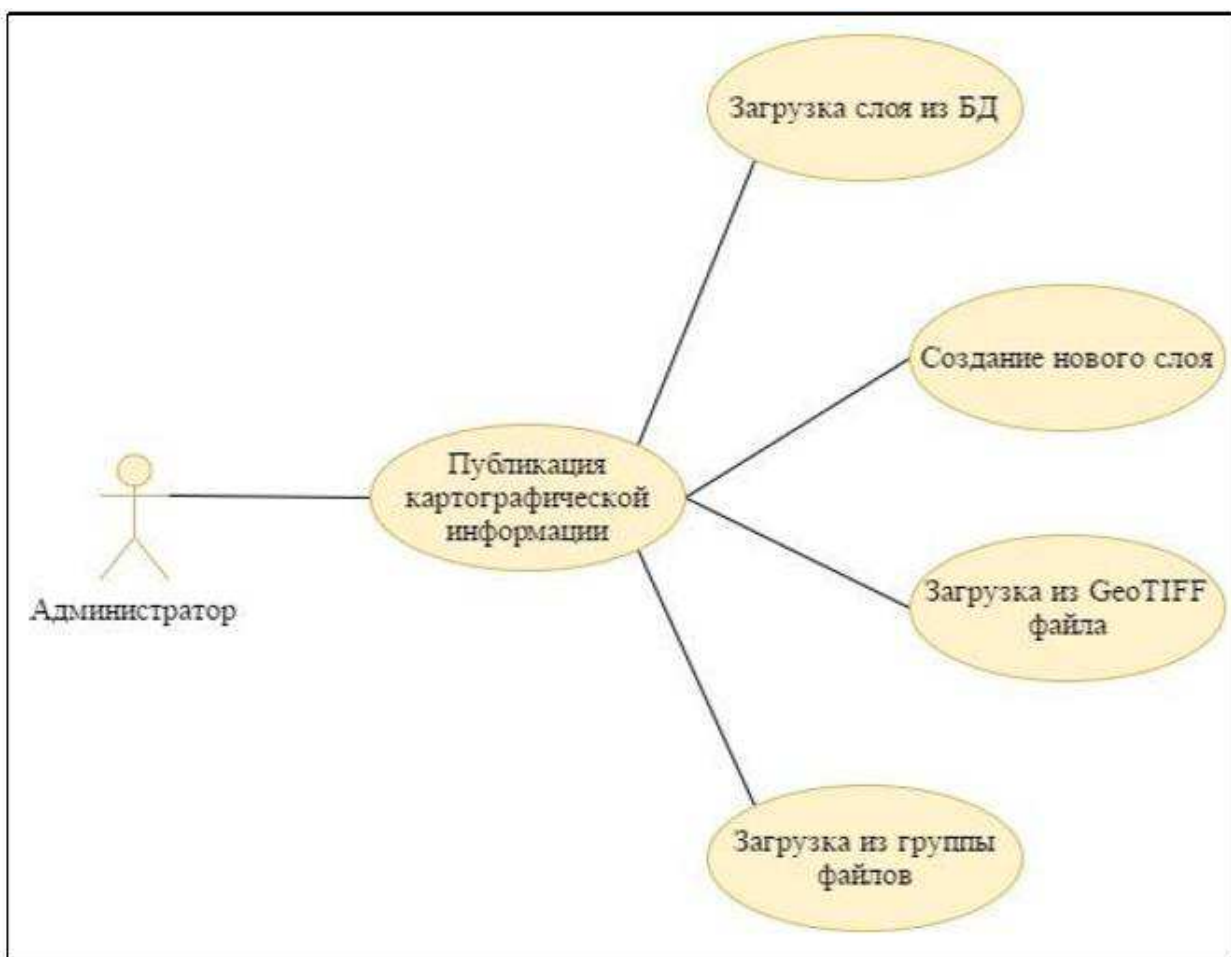 Загрузка слоя из БД
Создание нового слоя
Публикация
картографической
информации
Администратор
Загрузка из GeoTIFF
файла
Загрузка из группы
файлов